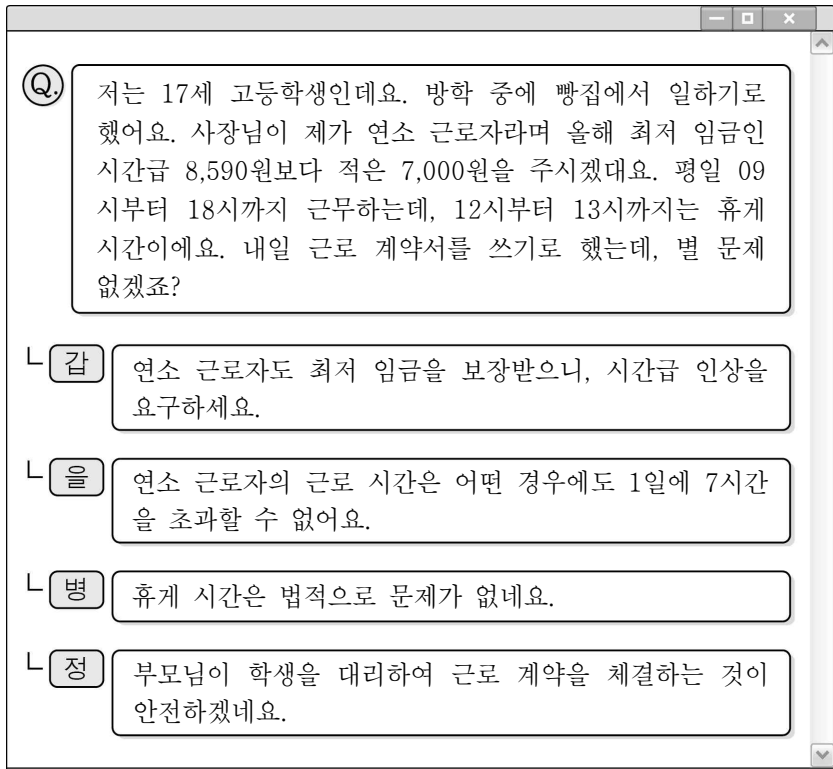 Q. 저는 17세 고등학생인데요. 방학 중에 빵집에서 일하기로
했어요. 사장님이 제가 연소 근로자라며 올해 최저 임금인
시간급 8,590원보다 적은 7,000원을 주시겠대요. 평일 09
시부터 18시까지 근무하는데, 12시부터 13시까지는 휴게
시간이에요. 내일 근로 계약서를 쓰기로 했는데, 별 문제
없겠죠?
갑 연소 근로자도 최저 임금을 보장받으니, 시간급 인상을
요구하세요.
을 연소 근로자의 근로 시간은 어떤 경우에도 1일에 7시간
을 초과할 수 없어요.
병 휴게 시간은 법적으로 문제가 없네요.
정 부모님이 학생을 대리하여 근로 계약을 체결하는 것이
안전하겠네요.